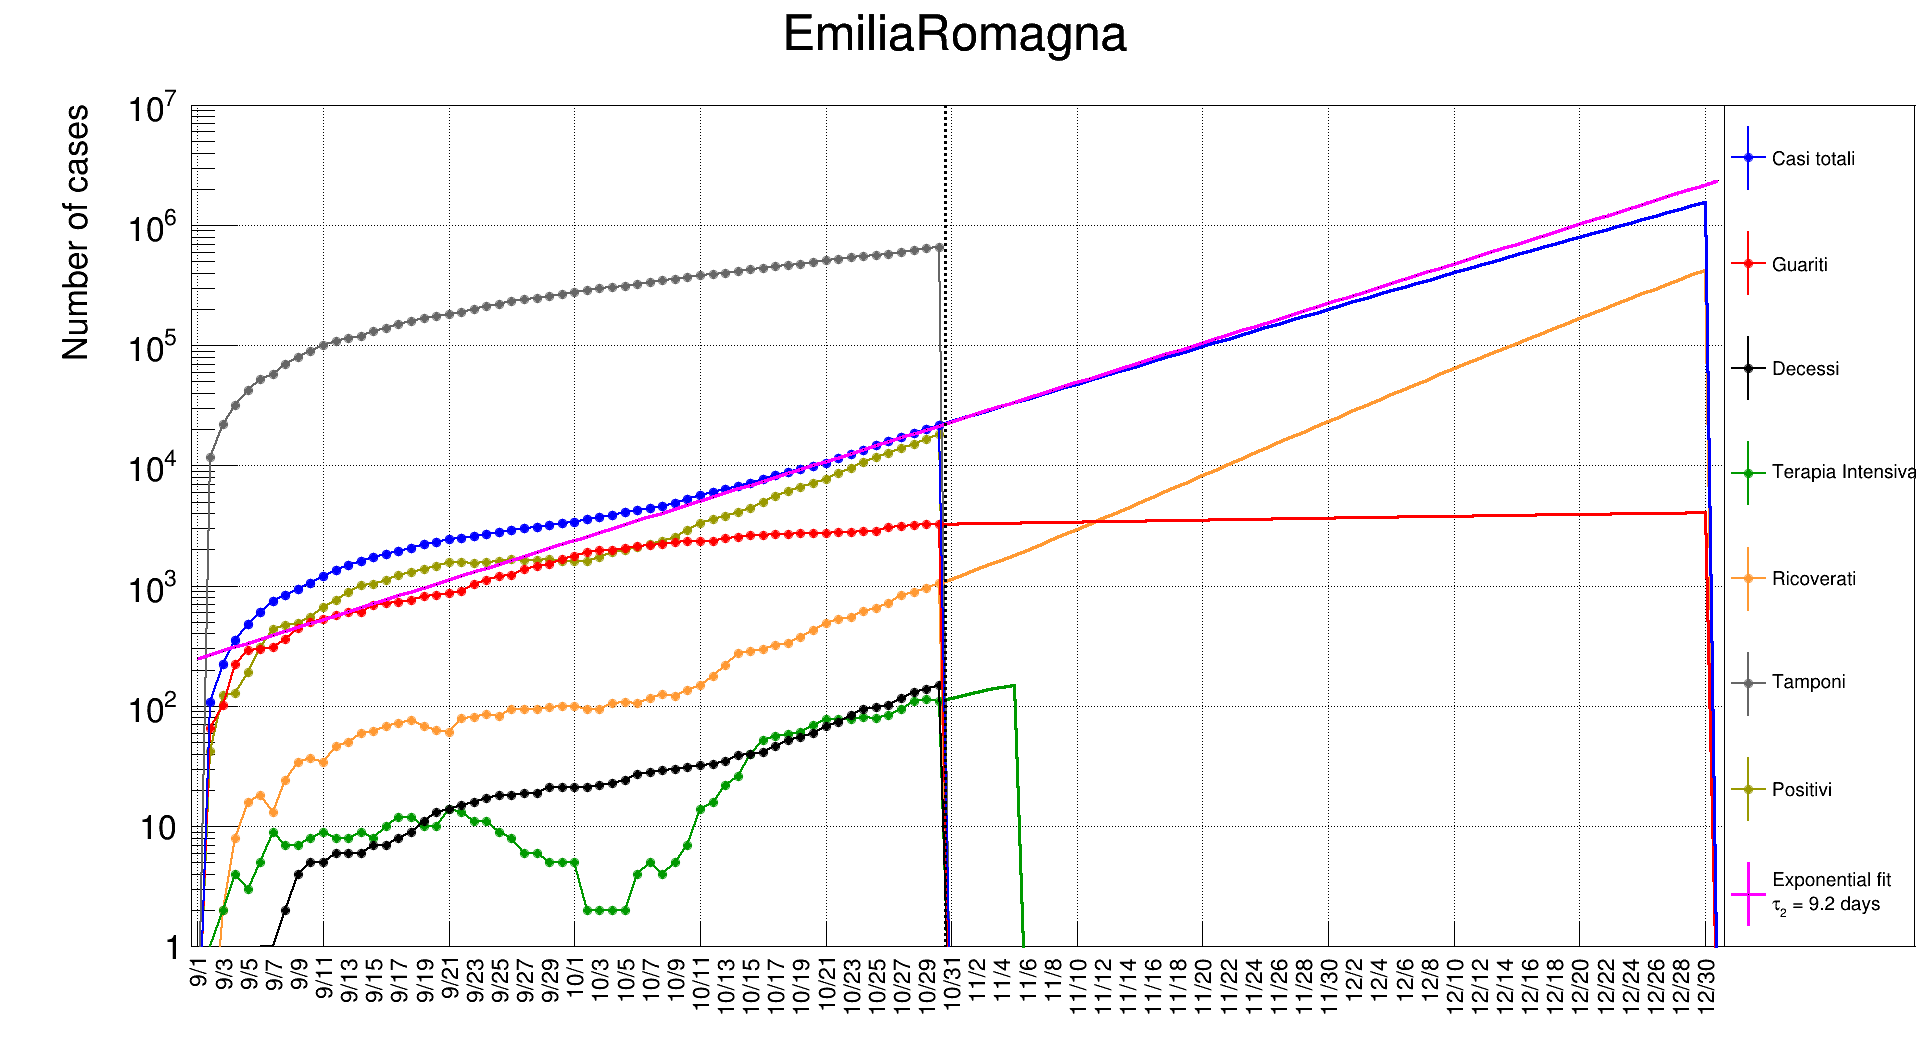 EmiliaRomagna
Number of cases
10^7
10^6
10^5
10^4
10^3
10^2
10
1
9/1 9/3 9/5 9/7 9/9 9/11 9/13 9/15 9/17 9/19 9/21 9/23 9/25 9/27 9/29 10/1 10/3 10/5 10/7 10/9 10/11 10/13 10/15 10/17 10/19 10/21 10/23 10/25 10/27 10/29 10/31 11/2 11/4 11/6 11/8 11/10 11/12 11/14 11/16 11/18 11/20 11/22 11/24 11/26 11/28 11/30 12/2 12/4 12/6 12/8 12/10 12/12 12/14 12/16 12/18 12/20 12/22 12/24 12/26 12/28 12/30
Casi totali
Guariti
Decessi
Terapia Intensiva
Ricoverati
Tamponi
Positivi
Exponential fit
τ₂ = 9.2 days